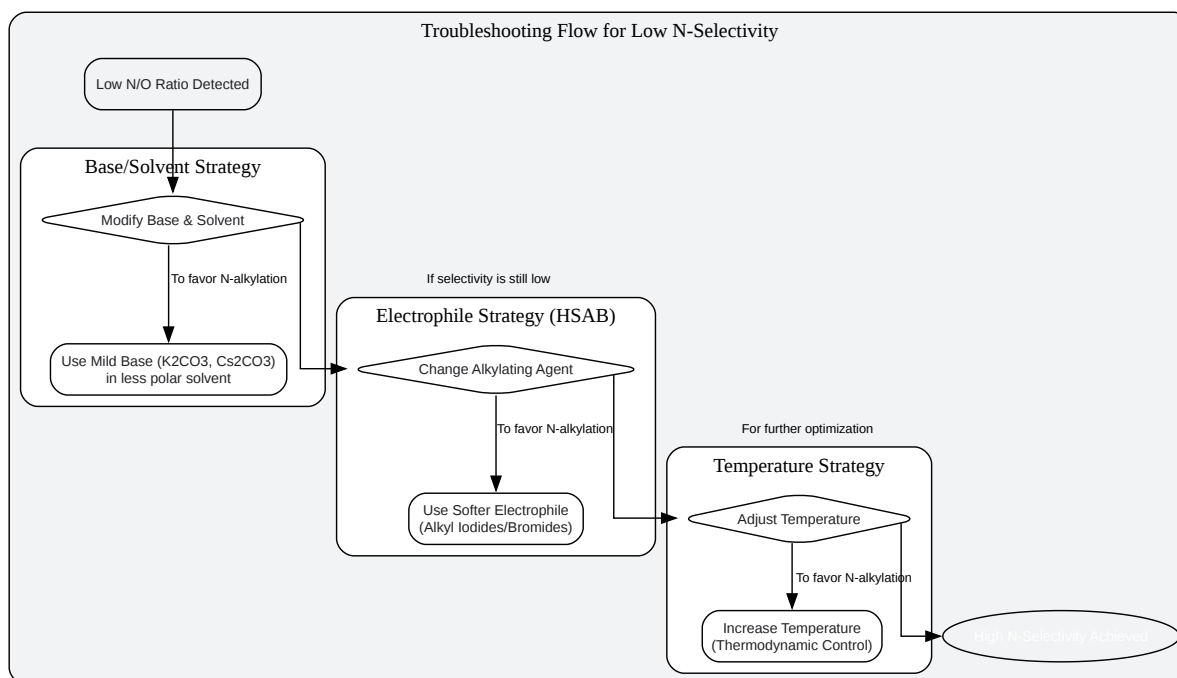 Troubleshooting Flow for Low N-Selectivity
Low N/O Ratio Detected
Base/Solvent Strategy
Modify Base & Solvent
To favor N-alkylation
Use Mild Base (K2CO3, Cs2CO3)
in less polar solvent
If selectivity is still low
Electrophile Strategy (HSAB)
Change Alkylating Agent
To favor N-alkylation
Use Softer Electrophile
(Alkyl Iodides/Bromides)
For further optimization
Temperature Strategy
Adjust Temperature
To favor N-alkylation
Increase Temperature
(Thermodynamic Control)
High N-Selectivity Achieved